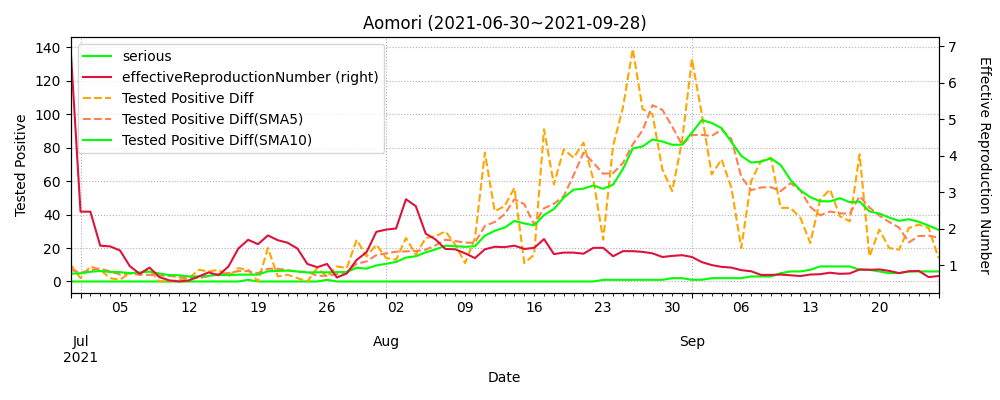 Aomori (2021-06-30~2021-09-28)
serious
effectiveReproductionNumber (right)
Tested Positive Diff
Tested Positive Diff(SMA5)
Tested Positive Diff(SMA10)
Tested Positive
140
120
100
80
60
40
20
0
7
6
5
4
3
2
1
Effective Reproduction Number
05 12 19 26 02 09 16 23 30 06 13 20
Jul Aug Sep
2021
Date